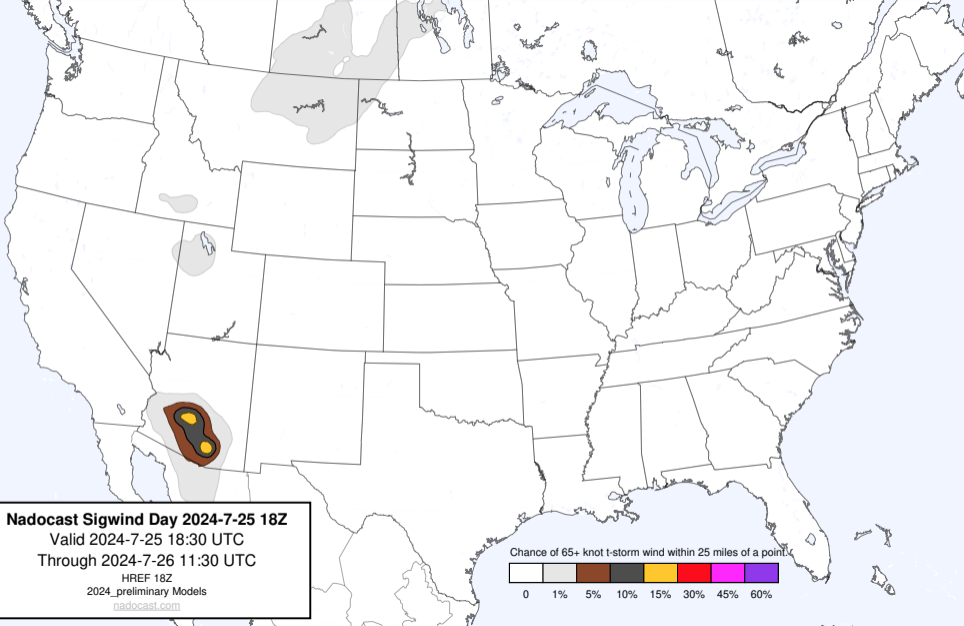 Nadocast Sigwind Day 2024-7-25 18Z
Valid 2024-7-25 18:30 UTC
Through 2024-7-26 11:30 UTC
HREF 18Z
2024_preliminary Models
nadocast.com
Chance of 65+ knot t-storm wind within 25 miles of a point.
0 1% 5% 10% 15% 30% 45% 60%